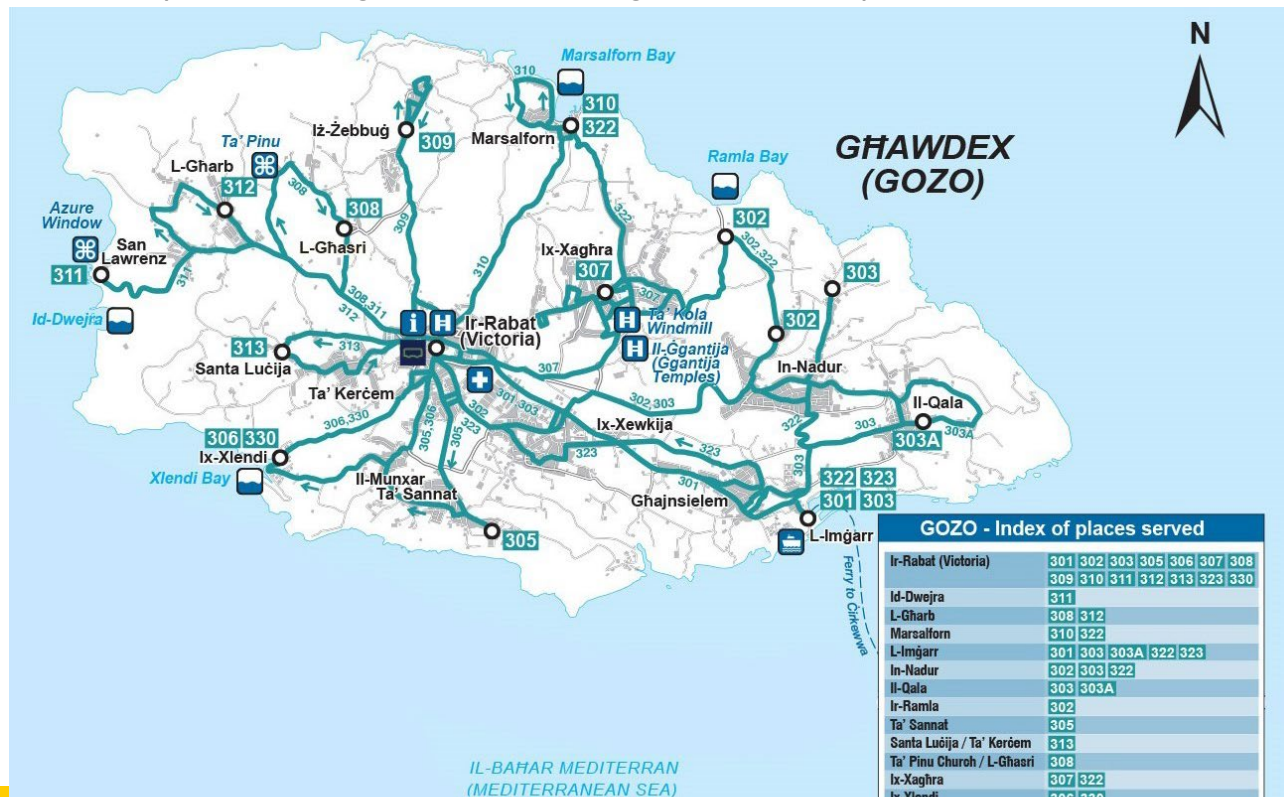 N
Marsalforn Bay
310
310
322
Marsalforn
Iż-Żebbuġ
309
309
Ta' Pinu
L-Għarb
312
308
308
L-Għasri
Azure
Window
San
Lawrenz
311
311
Id-Dwejra
308, 311
312
310
322
Ramla Bay
302
302, 322
302
303
GĦAWDEX
(GOZO)
Ix-Xagħra
307
307
Ta' Kola
Windmill
Il-Ġgantija
(Ggantija
Temples)
Ir-Rabat
(Victoria)
307
313
313
Santa Luċija
Ta' Kerċem
In-Nadur
302, 303
301, 303
302
323
Ix-Xewkija
323
323
322
Il-Qala
303
303A
303A
306, 330
305, 306
305
306 330
Ix-Xlendi
Xlendi Bay
Il-Munxar
Ta' Sannat
305
301
303
Għajnsielem
322 323
301 303
L-Imġarr
Ferry to Ċirkewwa
IL-BAĦAR MEDITERRAN
(MEDITERRANEAN SEA)
GOZO - Index of places served
Ir-Rabat (Victoria) 301 302 303 305 306 307 308
309 310 311 312 313 323 330
Id-Dwejra 311
L-Għarb 308 312
Marsalforn 310 322
L-Imġarr 301 303 303A 322 323
In-Nadur 302 303 322
Il-Qala 303 303A
Ir-Ramla 302
Ta' Sannat 305
Santa Luċija / Ta' Kerċem 313
Ta' Pinu Church / L-Għasri 308
Ix-Xagħra 307 322
Ix-Xlendi 306 330